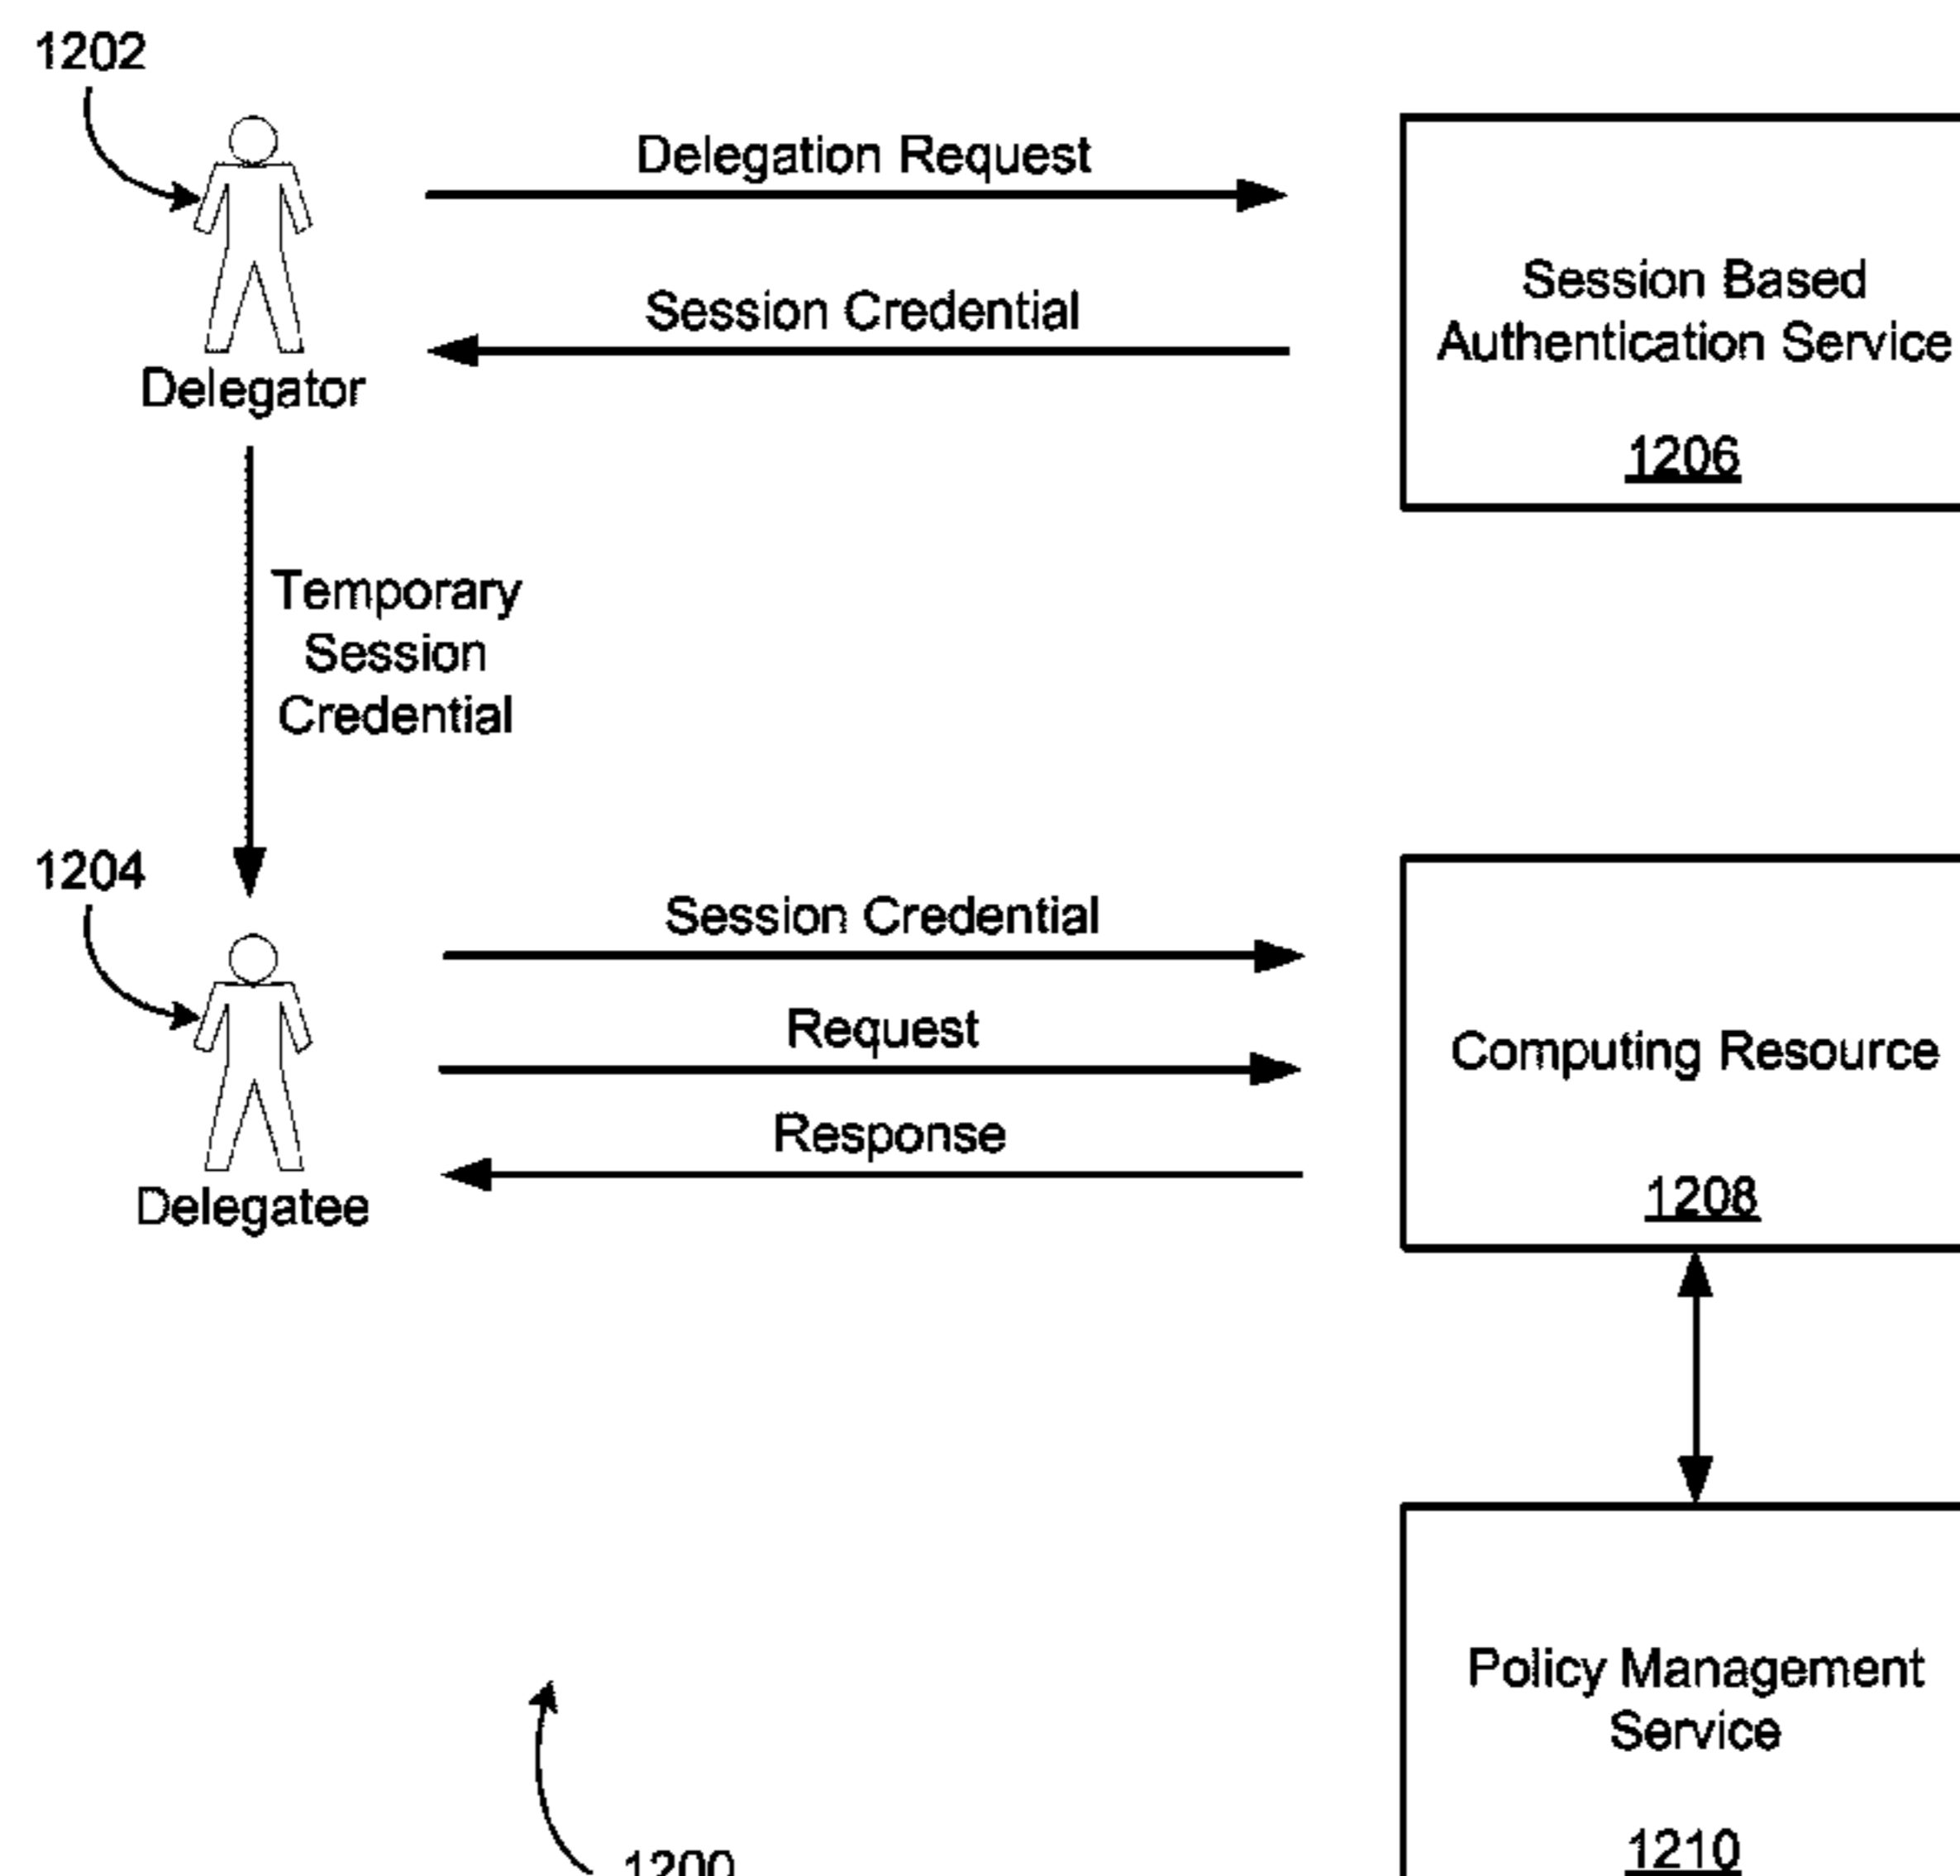 1202
Delegation Request
Session Based
Authentication Service
1206
Session Credential
Delegator
Temporary
Session
Credential
1204
Session Credential
Request
Response
Delegatee
Computing Resource
1208
Policy Management
Service
1210
1200